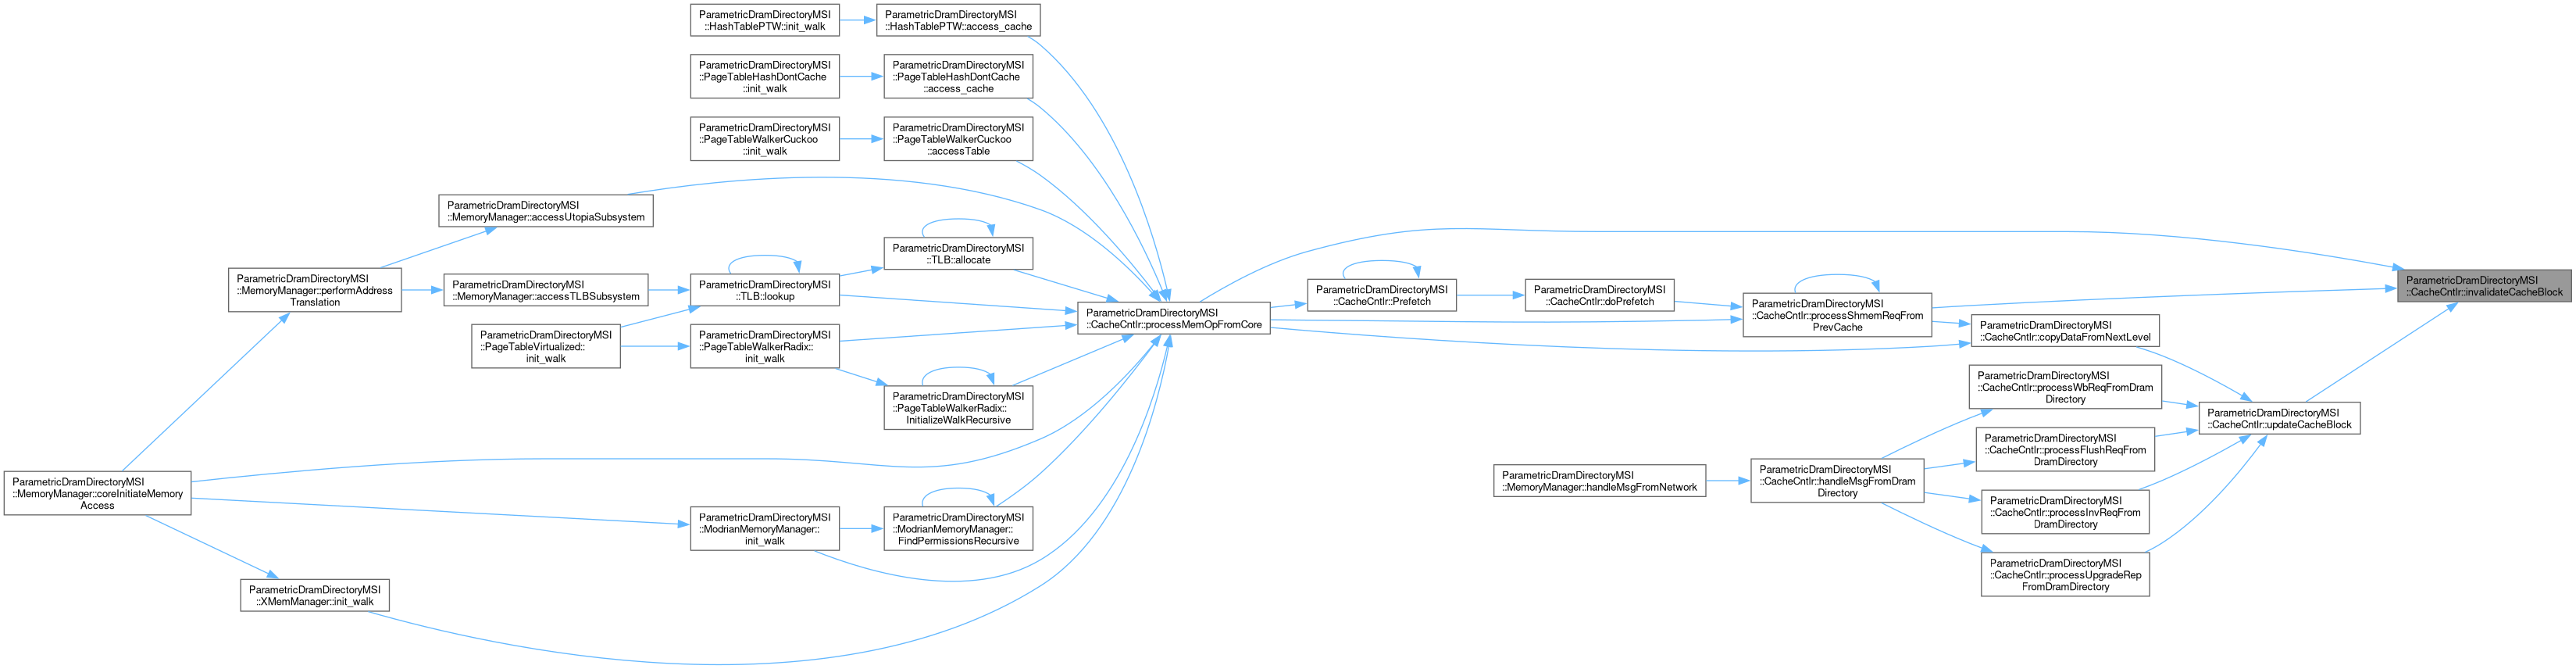 ParametricDramDirectoryMSI
::HashTablePTW::init_walk
ParametricDramDirectoryMSI
::HashTablePTW::access_cache
ParametricDramDirectoryMSI
::PageTableHashDontCache
::init_walk
ParametricDramDirectoryMSI
::PageTableHashDontCache
::access_cache
ParametricDramDirectoryMSI
::PageTableWalkerCuckoo
::init_walk
ParametricDramDirectoryMSI
::PageTableWalkerCuckoo
::accessTable
ParametricDramDirectoryMSI
::MemoryManager::accessUtopiaSubsystem
ParametricDramDirectoryMSI
::TLB::allocate
ParametricDramDirectoryMSI
::MemoryManager::performAddress
Translation
ParametricDramDirectoryMSI
::MemoryManager::accessTLBSubsystem
ParametricDramDirectoryMSI
::TLB::lookup
ParametricDramDirectoryMSI
::PageTableVirtualized::
init_walk
ParametricDramDirectoryMSI
::PageTableWalkerRadix::
init_walk
ParametricDramDirectoryMSI
::PageTableWalkerRadix::
InitializeWalkRecursive
ParametricDramDirectoryMSI
::CacheCntlr::processMemOpFromCore
ParametricDramDirectoryMSI
::CacheCntlr::Prefetch
ParametricDramDirectoryMSI
::CacheCntlr::doPrefetch
ParametricDramDirectoryMSI
::CacheCntlr::processShmemReqFrom
PrevCache
ParametricDramDirectoryMSI
::CacheCntlr::invalidateCacheBlock
ParametricDramDirectoryMSI
::CacheCntlr::copyDataFromNextLevel
ParametricDramDirectoryMSI
::CacheCntlr::processWbReqFromDram
Directory
ParametricDramDirectoryMSI
::CacheCntlr::updateCacheBlock
ParametricDramDirectoryMSI
::CacheCntlr::processFlushReqFrom
DramDirectory
ParametricDramDirectoryMSI
::MemoryManager::handleMsgFromNetwork
ParametricDramDirectoryMSI
::CacheCntlr::handleMsgFromDram
Directory
ParametricDramDirectoryMSI
::CacheCntlr::processInvReqFrom
DramDirectory
ParametricDramDirectoryMSI
::CacheCntlr::processUpgradeRep
FromDramDirectory
ParametricDramDirectoryMSI
::MemoryManager::coreInitiateMemory
Access
ParametricDramDirectoryMSI
::ModrianMemoryManager::
init_walk
ParametricDramDirectoryMSI
::ModrianMemoryManager::
FindPermissionsRecursive
ParametricDramDirectoryMSI
::XMemManager::init_walk